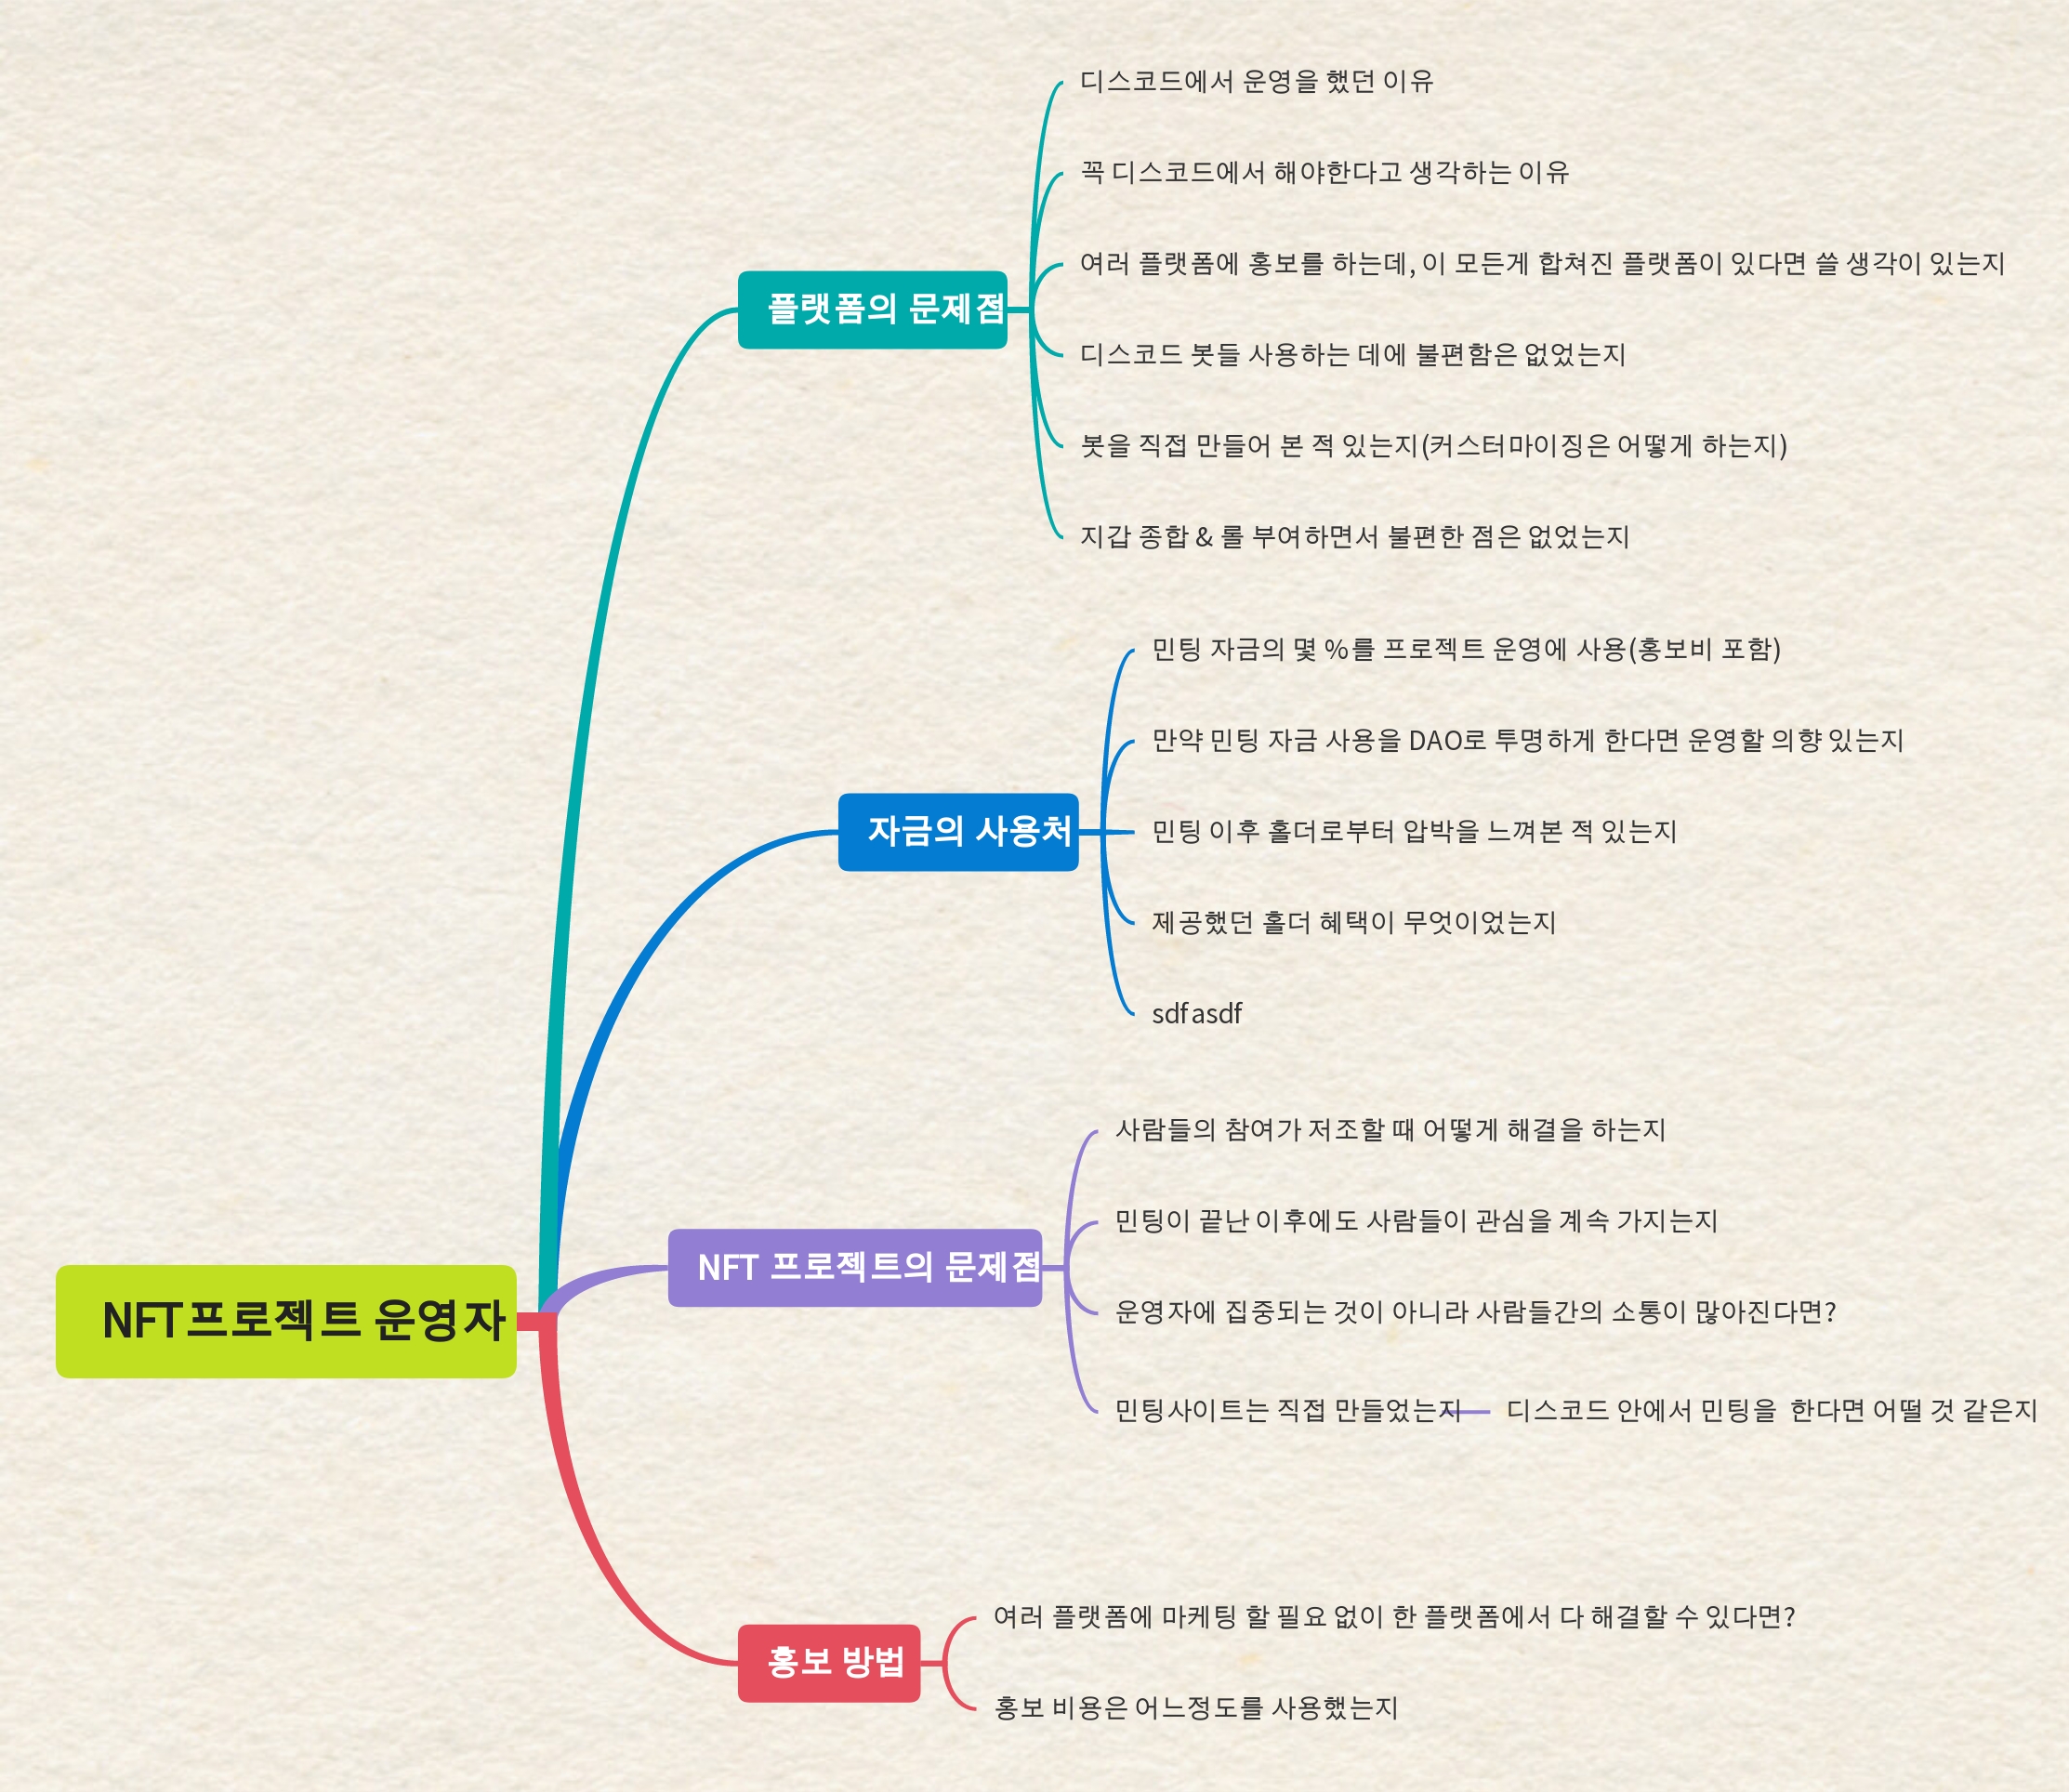 디스코드에서 운영을 했던 이유
꼭 디스코드에서 해야한다고 생각하는 이유
여러 플랫폼에 홍보를 하는데, 이 모든게 합쳐진 플랫폼이 있다면 쓸 생각이 있는지
플랫폼의 문제점
디스코드 봇들 사용하는 데에 불편함은 없었는지
봇을 직접 만들어 본 적 있는지(커스터마이징은 어떻게 하는지)
지갑 종합 & 롤 부여하면서 불편한 점은 없었는지
민팅 자금의 몇 %를 프로젝트 운영에 사용(홍보비 포함)
만약 민팅 자금 사용을 DAO로 투명하게 한다면 운영할 의향 있는지
자금의 사용처
민팅 이후 홀더로부터 압박을 느껴본 적 있는지
제공했던 홀더 혜택이 무엇이었는지
sdfasdf
사람들의 참여가 저조할 때 어떻게 해결을 하는지
민팅이 끝난 이후에도 사람들이 관심을 계속 가지는지
NFT 프로젝트의 문제점
운영자에 집중되는 것이 아니라 사람들간의 소통이 많아진다면?
NFT프로젝트 운영자
민팅사이트는 직접 만들었는지
디스코드 안에서 민팅을 한다면 어떨 것 같은지
여러 플랫폼에 마케팅 할 필요 없이 한 플랫폼에서 다 해결할 수 있다면?
홍보 방법
홍보 비용은 어느정도를 사용했는지